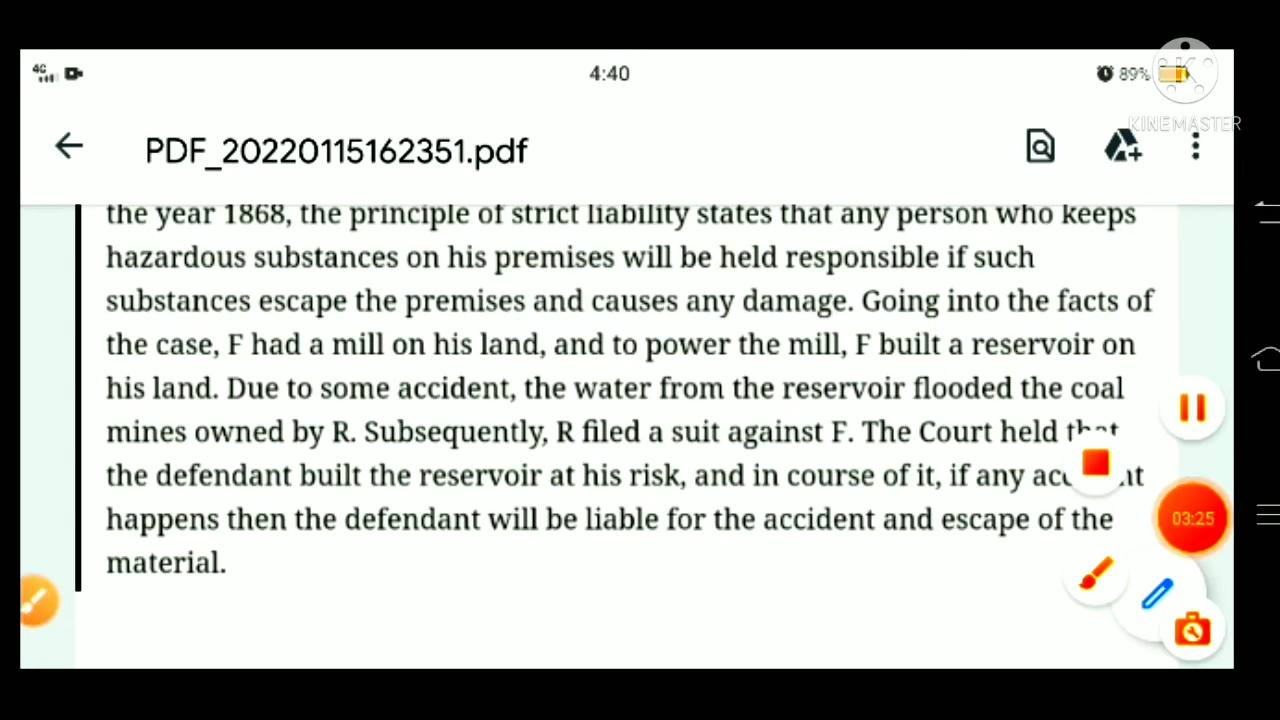 4G 4:40 89%
KINEMASTER
PDF_20220115162351.pdf
the year 1868, the principle of strict liability states that any person who keeps
hazardous substances on his premises will be held responsible if such
substances escape the premises and causes any damage. Going into the facts of
the case, F had a mill on his land, and to power the mill, F built a reservoir on
his land. Due to some accident, the water from the reservoir flooded the coal
mines owned by R. Subsequently, R filed a suit against F. The Court held that
the defendant built the reservoir at his risk, and in course of it, if any
happens then the defendant will be liable for the accident and escape of the
03:25
material.